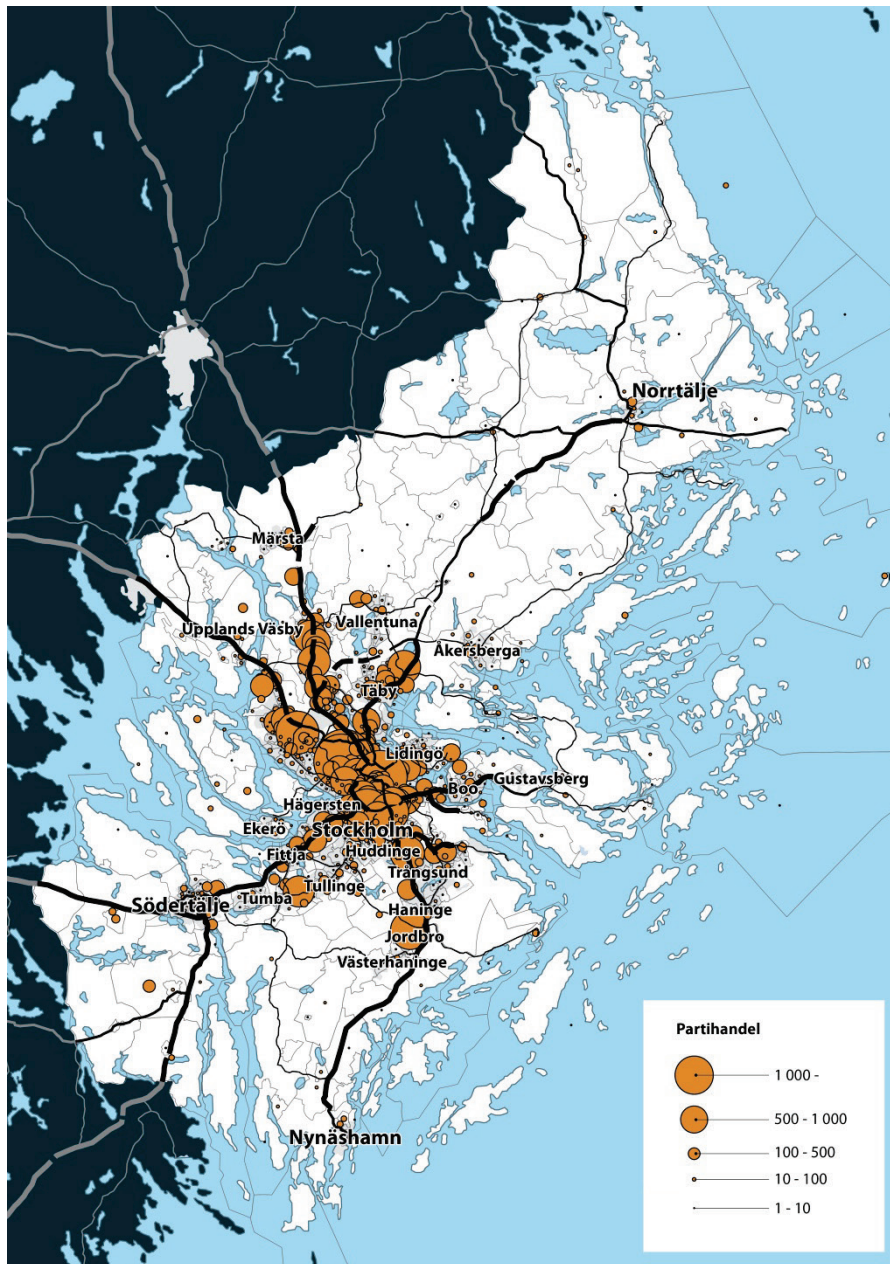 Norrtälje
Märsta
Vallentuna
Upplands Väsby
Åkersberga
Täby
Lidingö
Gustavsberg
Boo
Hägersten
Ekerö
Stockholm
Huddinge
Fittja
Trångsund
Tullinge
Tumba
Södertälje
Haninge
Jordbro
Västerhaninge
Nynäshamn
Partihandel
1 000 -
500 - 1 000
100 - 500
10 - 100
1 - 10